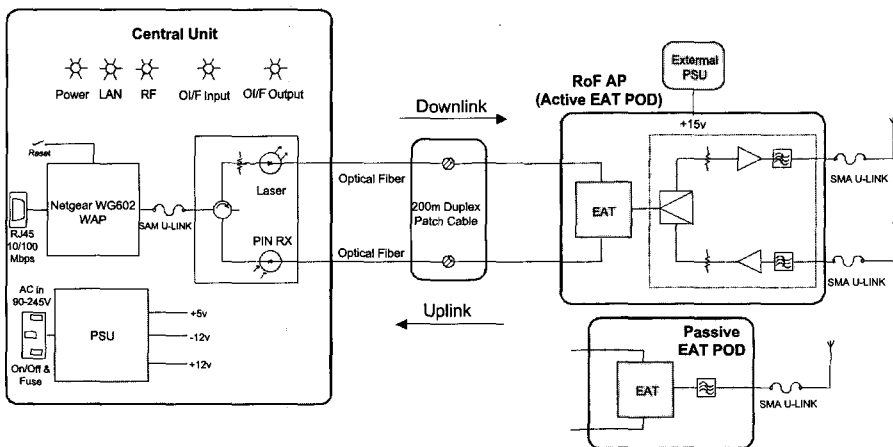 Central Unit
Power
LAN
RF
OI/F Input
OI/F Output
Reset
Netgear WG602
WAP
RJ45
10/100
Mbps
SAM U-LINK
Laser
PIN RX
AC in
90-245V
On/Off &
Fuse
PSU
+5v
-12v
+12v
Downlink
Optical Fiber
200m Duplex
Patch Cable
Optical Fiber
Uplink
RoF AP
(Active EAT POD)
External
PSU
+15v
EAT
SMA U-LINK
SMA U-LINK
Passive
EAT POD
EAT
SMA U-LINK